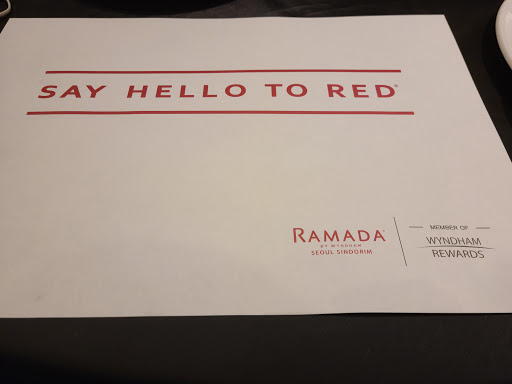 SAY HELLO TO RED®
RAMADA
BY WYNDHAM
SEOUL SINDORIM
MEMBER OF
WYNDHAM
REWARDS